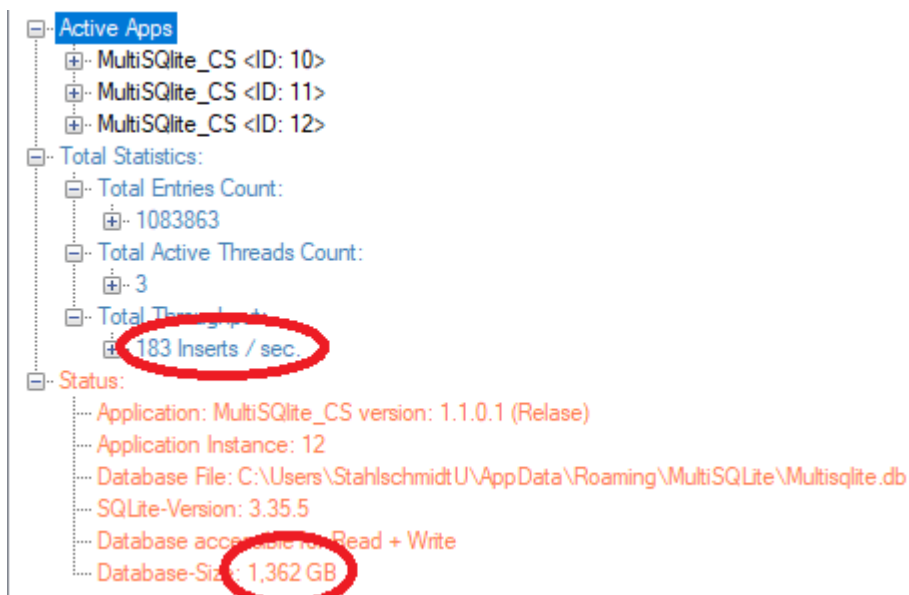 Active Apps
MultiSQlite_CS <ID: 10>
MultiSQlite_CS <ID: 11>
MultiSQlite_CS <ID: 12>
Total Statistics:
Total Entries Count:
1083863
Total Active Threads Count:
3
Total Throughput:
183 Inserts / sec.
Status:
Application: MultiSQlite_CS version: 1.1.0.1 (Relase)
Application Instance: 12
Database File: C:\Users\StahlschmidtU\AppData\Roaming\MultiSQLite\Multisqlite.db
SQLite-Version: 3.35.5
Database accessible for Read + Write
Database-Size: 1,362 GB